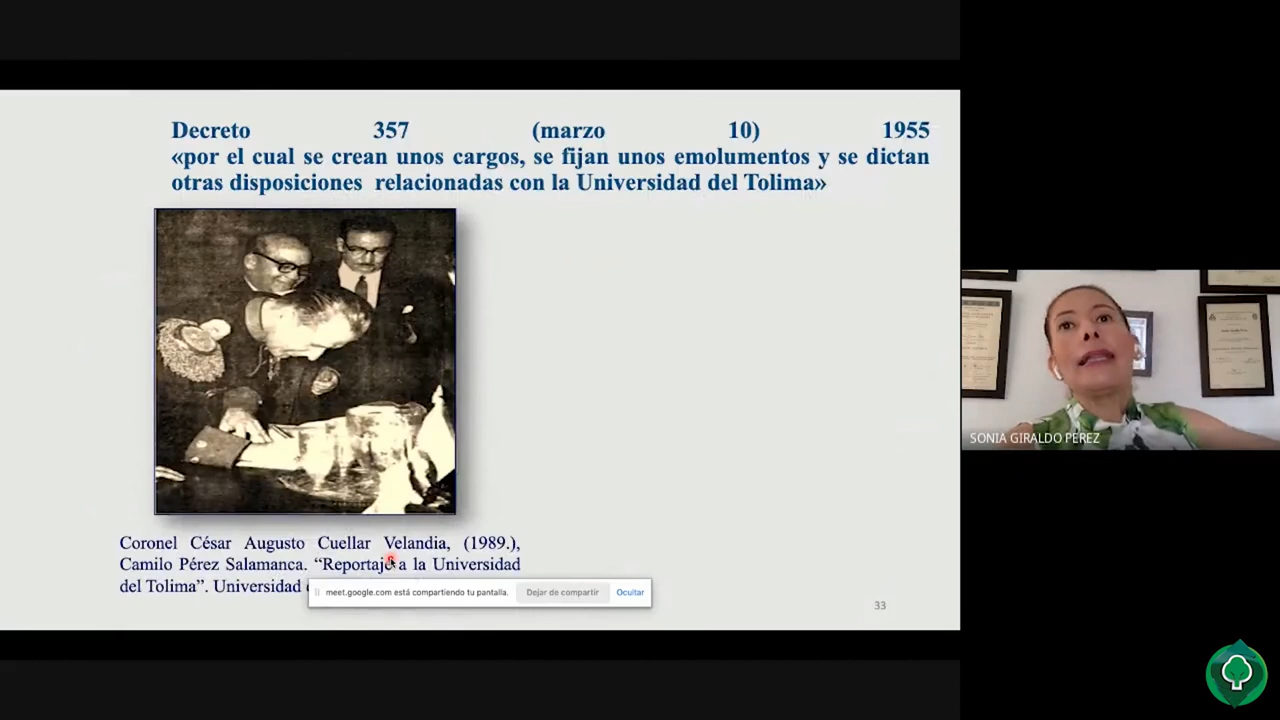 Decreto 357 (marzo 10) 1955
«por el cual se crean unos cargos, se fijan unos emolumentos y se dictan
otras disposiciones relacionadas con la Universidad del Tolima»
Coronel César Augusto Cuellar Velandia, (1989.),
Camilo Pérez Salamanca. “Reportaje a la Universidad
del Tolima”. Universidad
meet.google.com está compartiendo tu pantalla.
Dejar de compartir
Ocultar
33
SONIA GIRALDO PEREZ